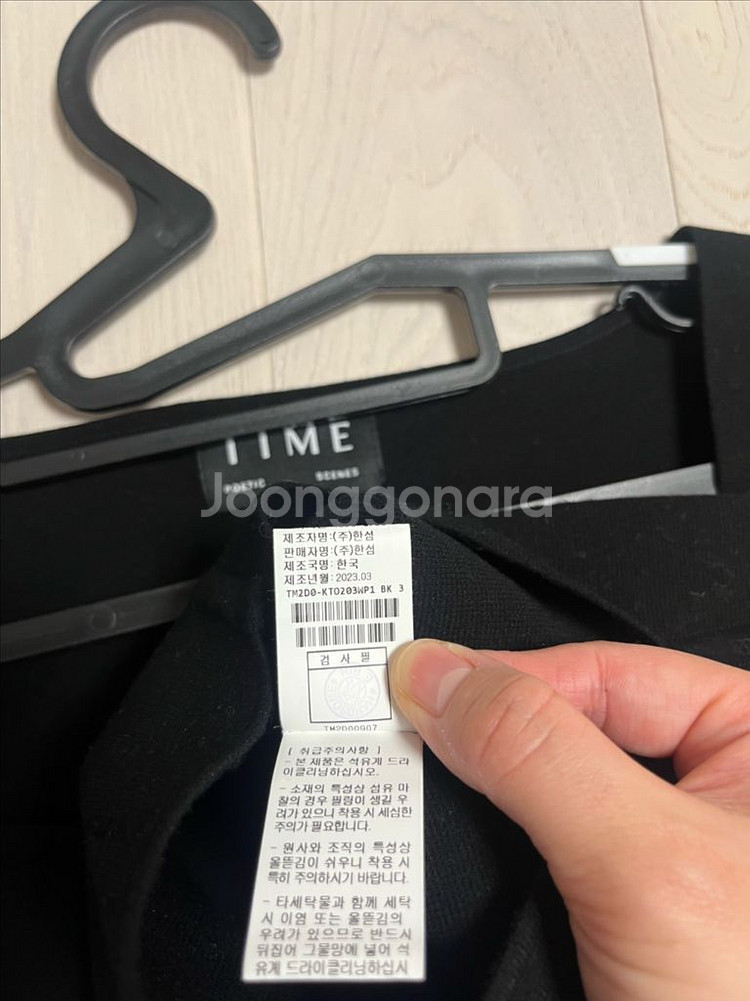 TIME
POETIC SCENES
Joonggonara
제조자명:(주)한섬
판매자명:(주)한섬
제조국명: 한국
제조년월: 2023.03
TM2D0-KTO203WP1 BK 3
검 사 필
TM2D00907
[ 취급주의사항 ]
- 본 제품은 석유계 드라
이클리닝하십시오.
- 소재의 특성상 섬유 마
찰의 경우 필링이 생길 우
려가 있으니 착용 시 세심한
주의가 필요합니다.
- 원사와 조직의 특성상
올뜯김이 쉬우니 착용 시
특히 주의하시기 바랍니다.
- 타세탁물과 함께 세탁
시 이염 또는 올뜯김의
우려가 있으므로 반드시
뒤집어 그물망에 넣어 석
유계 드라이클리닝하십시